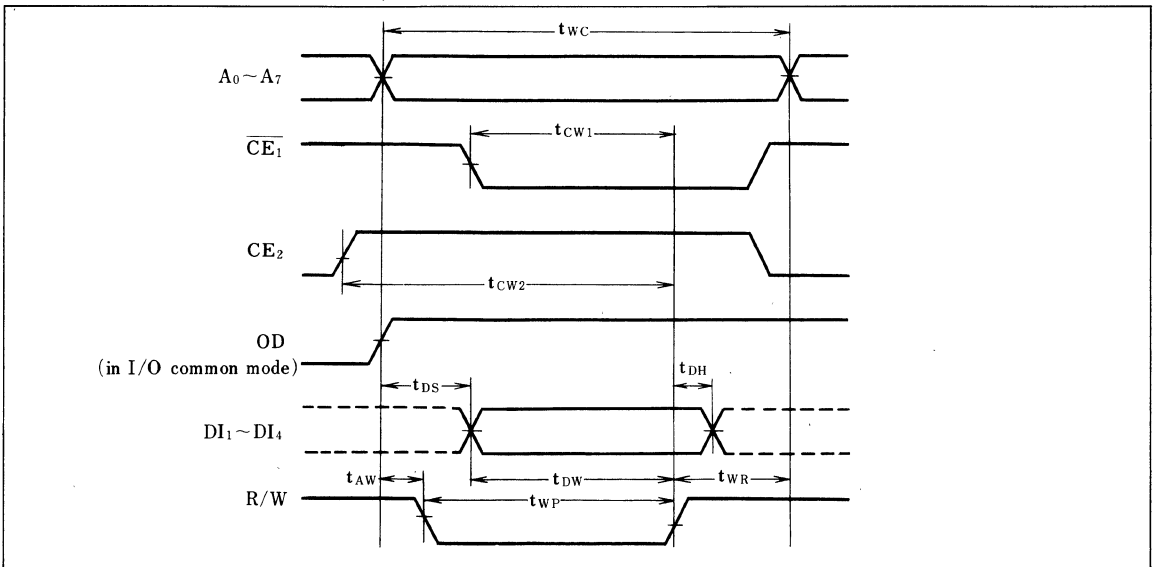 tWC
A0~A7
tCW1
CE1
CE2
tCW2
OD
(in I/O common mode)
tDS
tDH
DI1~DI4
tAW
tDW
tWR
R/W
tWP